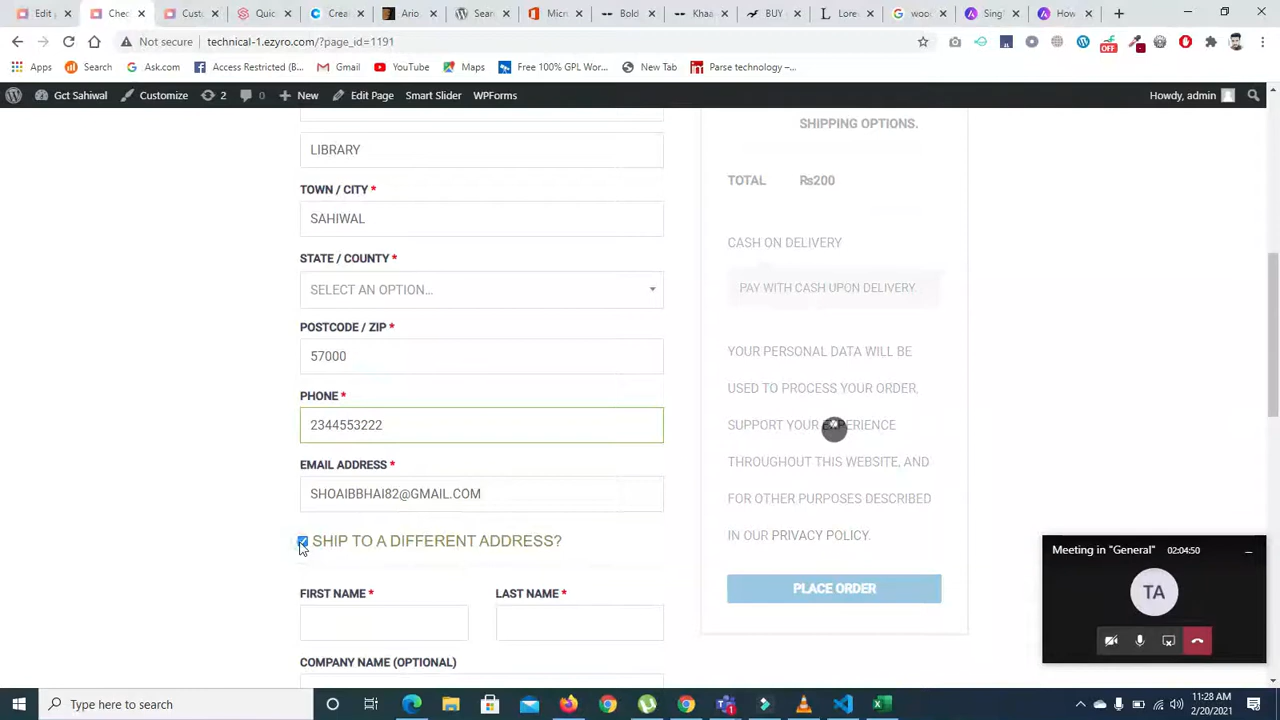 Edit
Chec
Cust
Quiz
Get
Ario
Sear
Micr
Bold
Khaa
BUY
Lore
woo
Sing
How
Not secure
technical-1.ezyro.com/?page_id=1191
OFF
Apps
Search
Ask.com
Access Restricted (B...
Gmail
YouTube
Maps
Free 100% GPL Wor...
New Tab
Parse technology –...
Gct Sahiwal
Customize
2
0
New
Edit Page
Smart Slider
WPForms
Howdy, admin
LIBRARY
TOWN / CITY *
SAHIWAL
STATE / COUNTY *
SELECT AN OPTION...
POSTCODE / ZIP *
57000
PHONE *
2344553222
EMAIL ADDRESS *
SHOAIBBHAI82@GMAIL.COM
SHIP TO A DIFFERENT ADDRESS?
FIRST NAME *
LAST NAME *
COMPANY NAME (OPTIONAL)
SHIPPING OPTIONS.
TOTAL
₨200
CASH ON DELIVERY
PAY WITH CASH UPON DELIVERY.
YOUR PERSONAL DATA WILL BE
USED TO PROCESS YOUR ORDER,
SUPPORT YOUR EXPERIENCE
THROUGHOUT THIS WEBSITE, AND
FOR OTHER PURPOSES DESCRIBED
IN OUR PRIVACY POLICY.
PLACE ORDER
Meeting in "General"
02:04:50
TA
Type here to search
11:28 AM
2/20/2021